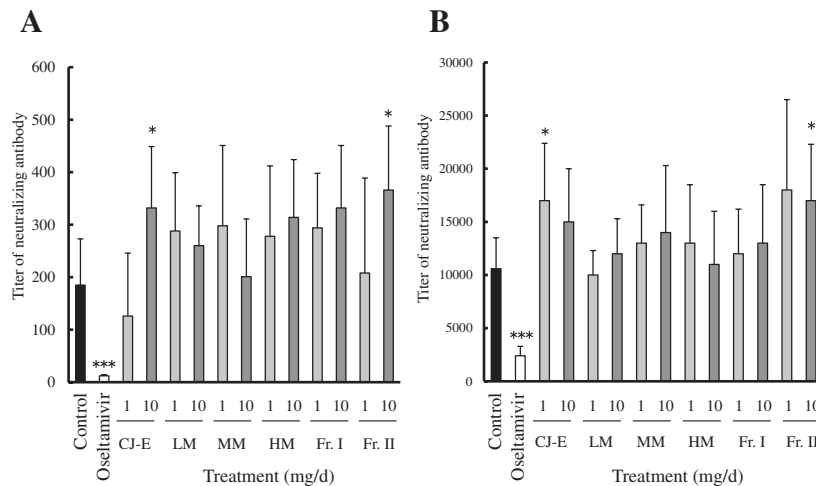 A
Titer of neutralizing antibody
600
500
400
300
200
100
0
*
*
***
Control
Oseltamivir
1 10 1 10 1 10 1 10 1 10 1 10
CJ-E LM MM HM Fr. I Fr. II
Treatment (mg/d)
B
Titer of neutralizing antibody
30000
25000
20000
15000
10000
5000
0
*
*
***
Control
Oseltamivir
1 10 1 10 1 10 1 10 1 10 1 10
CJ-E LM MM HM Fr. I Fr. II
Treatment (mg/d)